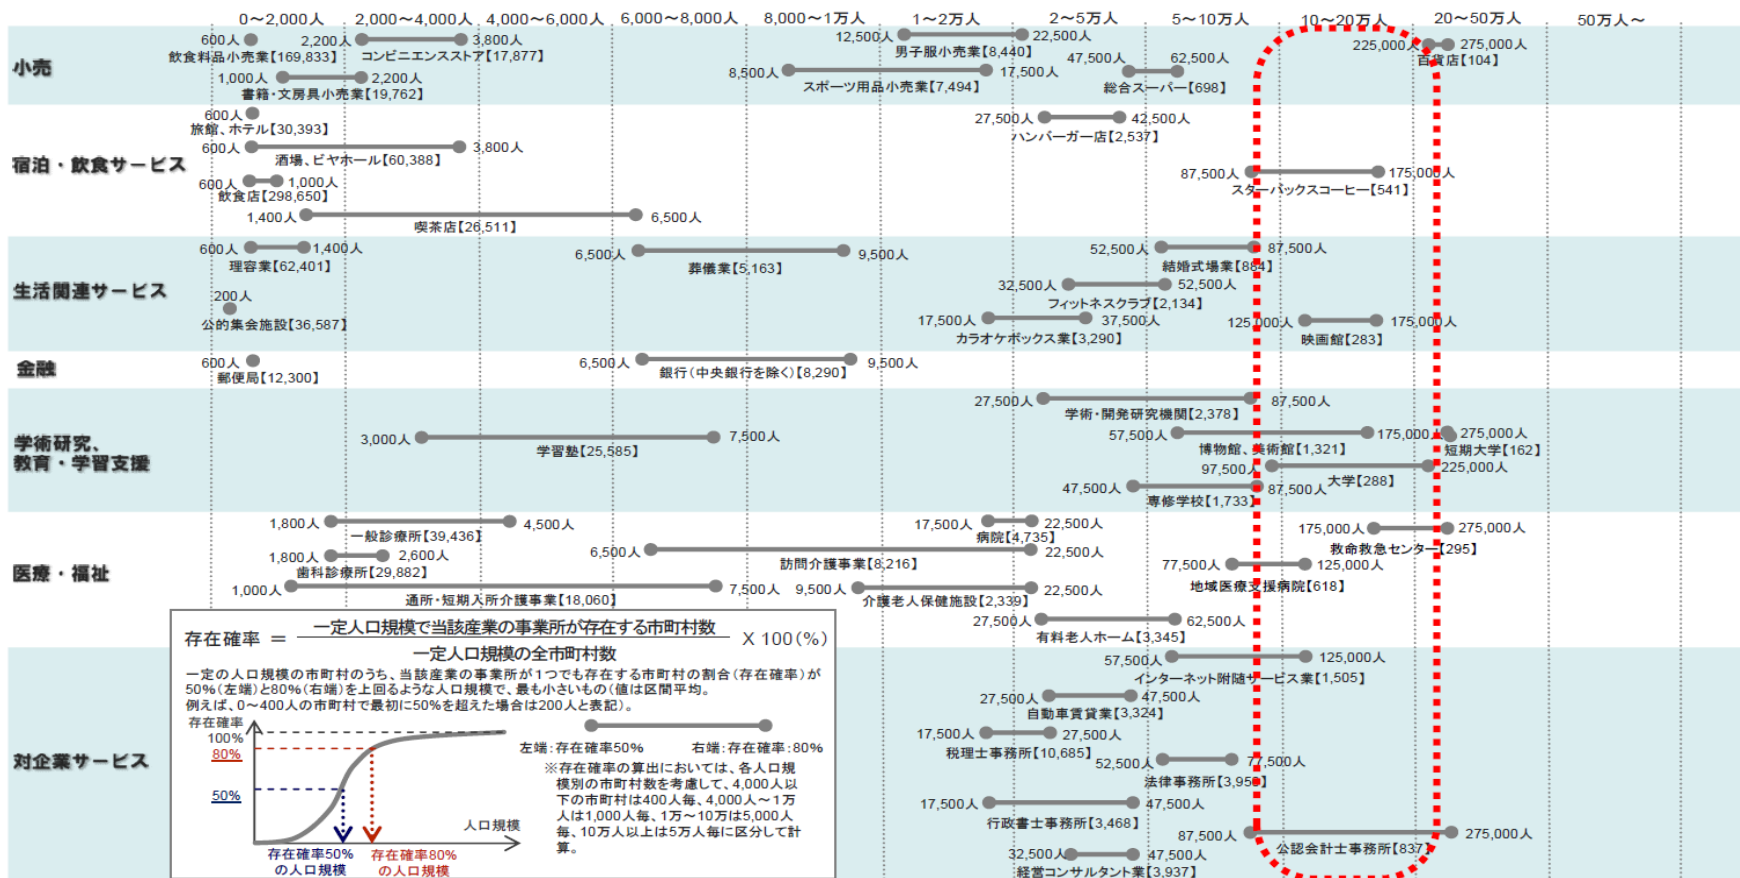 0～2,000人
2,000～4,000人
4,000～6,000人
6,000～8,000人
8,000～1万人
1～2万人
2～5万人
5～10万人
10～20万人
20～50万人
50万人～
小売
600人
飲食料品小売業【169,833】
2,200人 3,800人
コンビニエンスストア【17,877】
1,000人 2,200人
書籍・文房具小売業【19,762】
12,500人 22,500人
男子服小売業【8,440】
8,500人 17,500人
スポーツ用品小売業【7,494】
47,500人 62,500人
総合スーパー【698】
225,000人 275,000人
百貨店【104】
宿泊・飲食サービス
600人
旅館、ホテル【30,393】
600人 3,800人
酒場、ビヤホール【60,388】
600人 1,000人
飲食店【298,650】
1,400人 6,500人
喫茶店【26,511】
27,500人 42,500人
ハンバーガー店【2,537】
87,500人 175,000人
スターバックスコーヒー【541】
生活関連サービス
600人 1,400人
理容業【62,401】
200人
公的集会施設【36,587】
6,500人 9,500人
葬儀業【5,163】
52,500人 87,500人
結婚式場業【884】
32,500人 52,500人
フィットネスクラブ【2,134】
17,500人 37,500人
カラオケボックス業【3,290】
125,000人 175,000人
映画館【283】
金融
600人
郵便局【12,300】
6,500人 9,500人
銀行（中央銀行を除く）【8,290】
学術研究、
教育・学習支援
3,000人 7,500人
学習塾【25,585】
27,500人 87,500人
学術・開発研究機関【2,378】
57,500人 175,000人
博物館、美術館【1,321】
275,000人
短期大学【162】
97,500人 225,000人
大学【288】
47,500人 87,500人
専修学校【1,733】
医療・福祉
1,800人 4,500人
一般診療所【39,436】
1,800人 2,600人
歯科診療所【29,882】
1,000人 7,500人
通所・短期入所介護事業【18,060】
17,500人 22,500人
病院【4,735】
6,500人 22,500人
訪問介護事業【8,216】
9,500人 22,500人
介護老人保健施設【2,339】
27,500人 62,500人
有料老人ホーム【3,345】
175,000人 275,000人
救命救急センター【295】
77,500人 125,000人
地域医療支援病院【618】
対企業サービス
57,500人 125,000人
インターネット附随サービス業【1,505】
27,500人 47,500人
自動車賃貸業【3,324】
17,500人 27,500人
税理士事務所【10,685】
52,500人 77,500人
法律事務所
17,500人 47,500人
行政書士事務所【3,468】
87,500人 275,000人
公認会計士事務所【837】
32,500人 47,500人
経営コンサルタント業【3,937】
存在確率 ＝ 一定人口規模で当該産業の事業所が存在する市町村数
一定人口規模の全市町村数
X 100(%)
一定の人口規模の市町村のうち、当該産業の事業所が1つでも存在する市町村の割合（存在確率）が
50%（左端）と80%（右端）を上回るような人口規模で、最も小さいもの（値は区間平均。
例えば、0～400人の市町村で最初に50%を超えた場合は200人と表記）。
存在確率
100%
80%
50%
人口規模
存在確率50%
の人口規模
存在確率80%
の人口規模
左端：存在確率50% 右端：存在確率：80%
※存在確率の算出においては、各人口規
模別の市町村数を考慮して、4,000人以
下の市町村は400人毎、4,000人～1万
人は1,000人毎、1万～10万は5,000人
毎、10万人以上は5万人毎に区分して計
算。